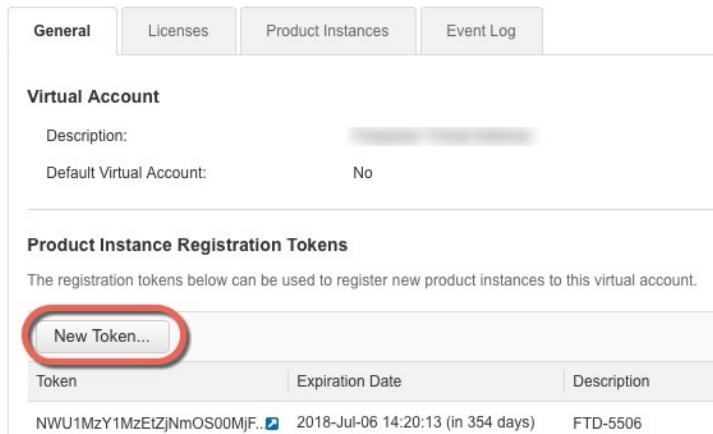 General Licenses Product Instances Event Log
Virtual Account
Description:
Default Virtual Account: No
Product Instance Registration Tokens
The registration tokens below can be used to register new product instances to this virtual account.
New Token...
Token Expiration Date Description
NWU1MzY1MzEtZjNmOS00MjF.. 2018-Jul-06 14:20:13 (in 354 days) FTD-5506